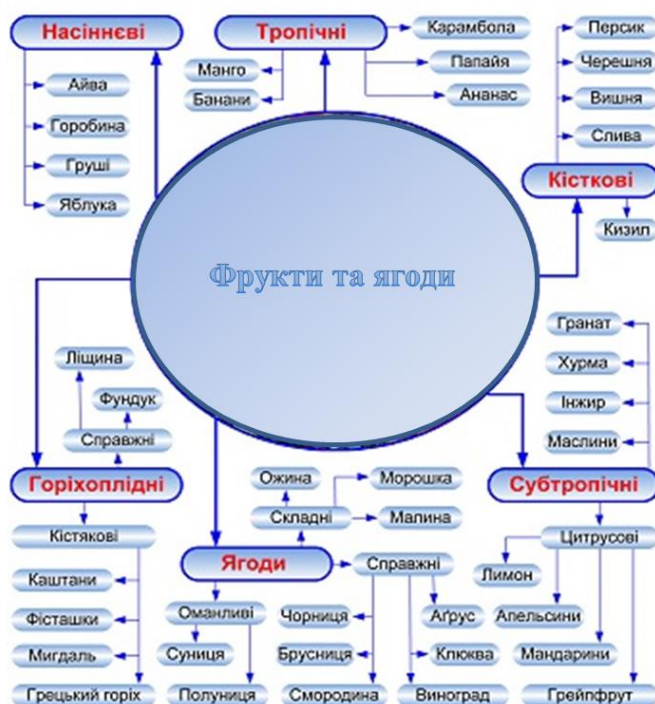 Насіннєві
Айва
Горобина
Груші
Яблука
Тропічні
Манго
Банани
Карамбола
Папайя
Ананас
Персик
Черешня
Вишня
Слива
Кісткові
Кизил
Фрукти та ягоди
Ліщина
Фундук
Справжні
Горіхоплідні
Кістякові
Каштани
Фісташки
Мигдаль
Грецький горіх
Ожина
Морошка
Складні
Малина
Ягоди
Справжні
Оманливі
Суниця
Полуниця
Чорниця
Брусниця
Смородина
Аґрус
Клюква
Виноград
Гранат
Хурма
Інжир
Маслини
Субтропічні
Цитрусові
Лимон
Апельсини
Мандарини
Грейпфрут